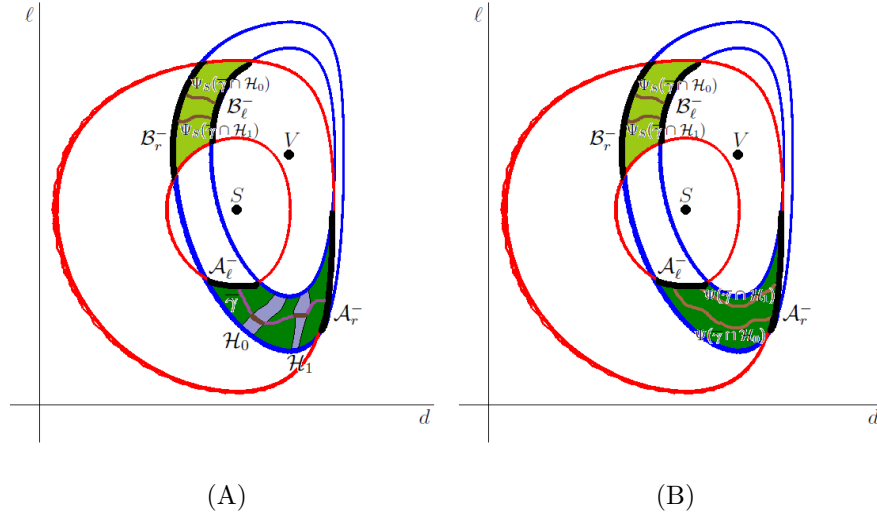 ℓ
Ψ_S(γ ∩ ℋ_0)
ℬ_ℓ^-
ℬ_r^-
Ψ_S(γ ∩ ℋ_1)
V
S
𝒜_ℓ^-
γ
𝒜_r^-
ℋ_0
ℋ_1
d
(A)
ℓ
Ψ_S(γ ∩ ℋ_0)
ℬ_ℓ^-
ℬ_r^-
Ψ_S(γ ∩ ℋ_1)
V
S
𝒜_ℓ^-
Ψ(γ ∩ ℋ_1)
𝒜_r^-
Ψ(γ ∩ ℋ_0)
d
(B)